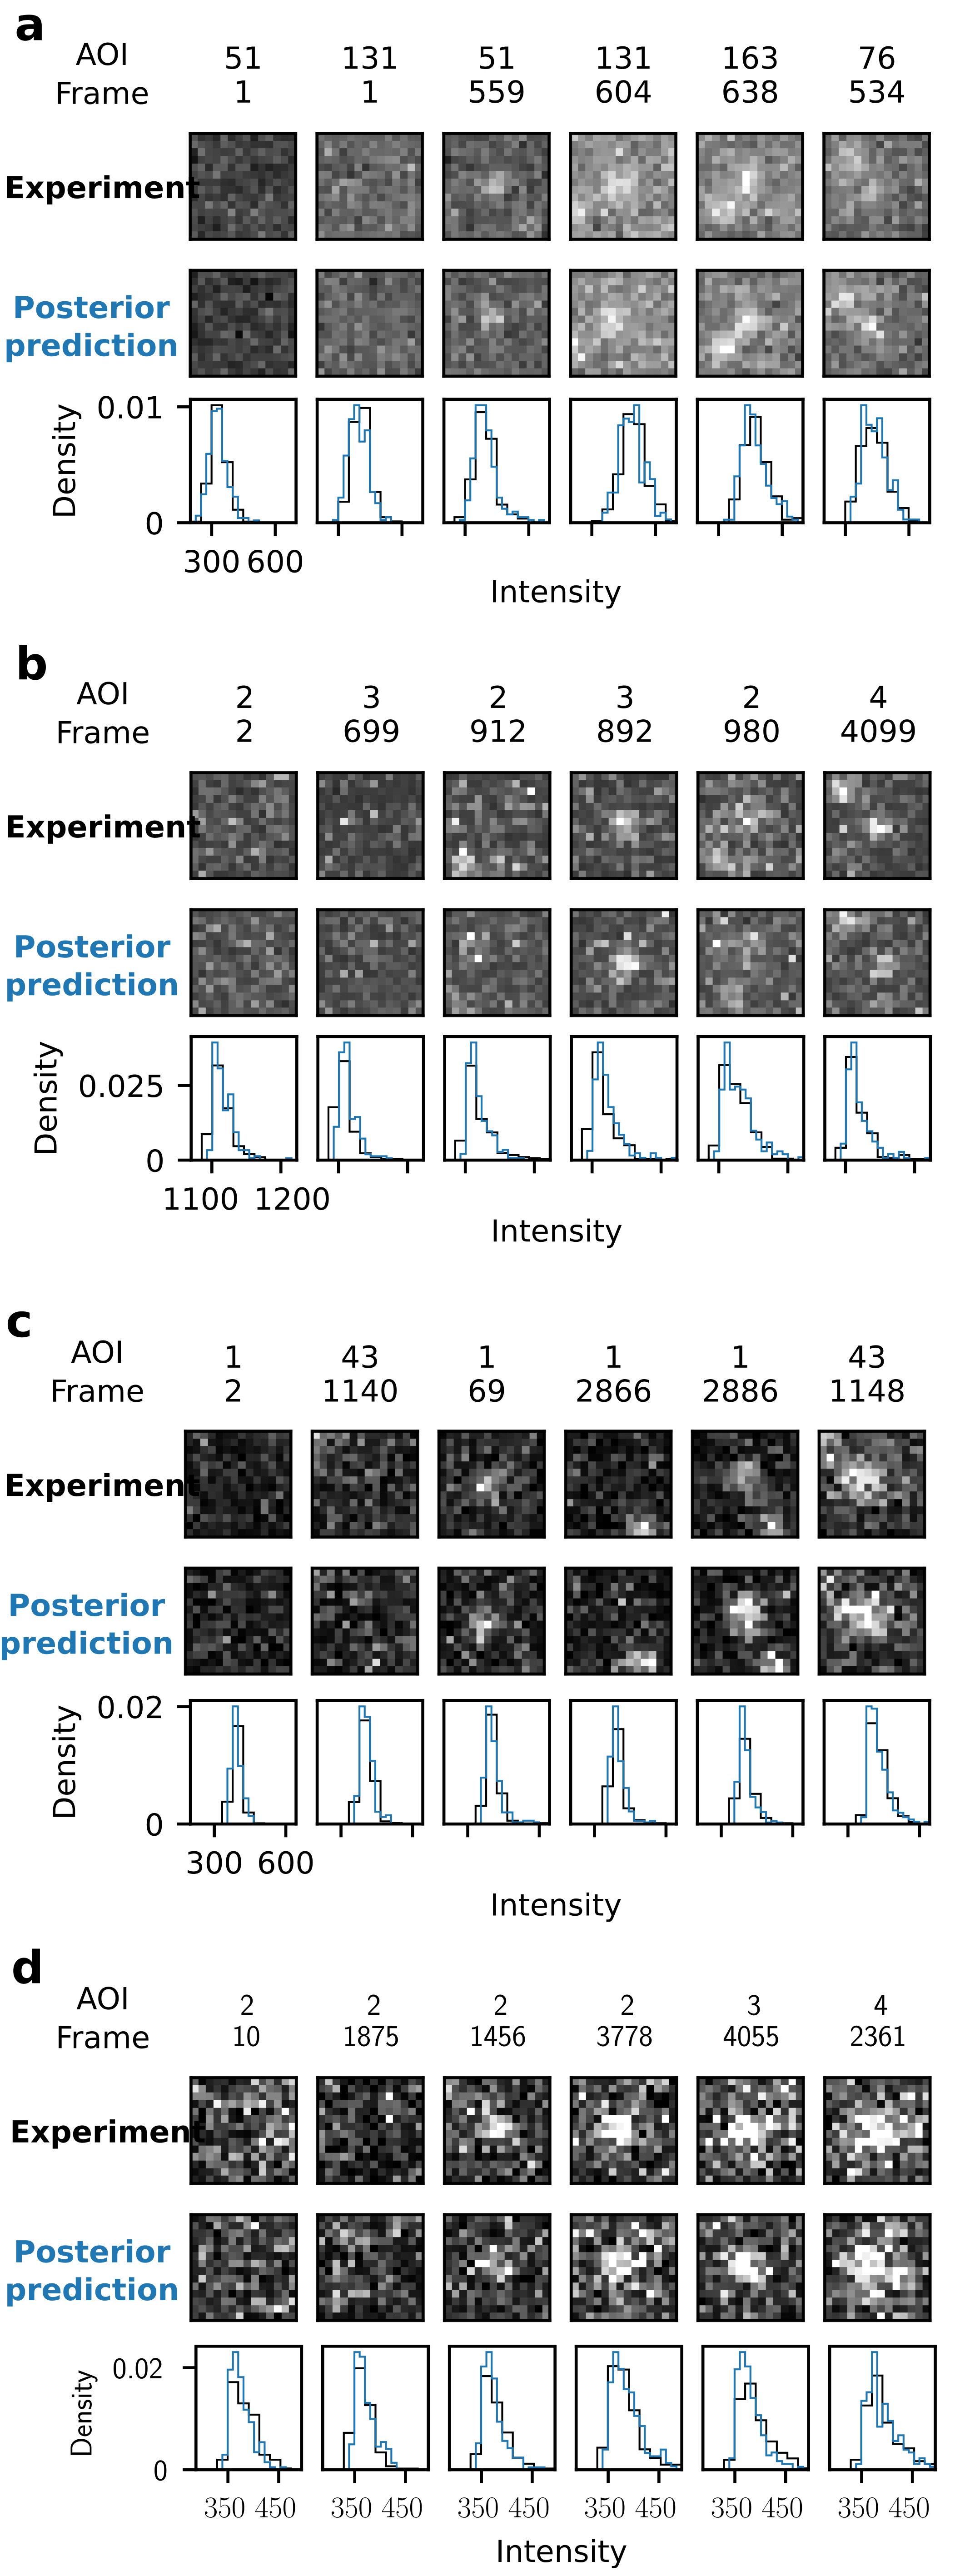 a
AOI 51 131 51 131 163 76
Frame 1 1 559 604 638 534
Experiment
Posterior
prediction
Density
0.01
0
300 600
Intensity
b
AOI 2 3 2 3 2 4
Frame 2 699 912 892 980 4099
Experiment
Posterior
prediction
Density
0.025
0
1100 1200
Intensity
c
AOI 1 43 1 1 1 43
Frame 2 1140 69 2866 2886 1148
Experiment
Posterior
prediction
Density
0.02
0
300 600
Intensity
d
AOI 2 2 2 2 3 4
Frame 10 1875 1456 3778 4055 2361
Experiment
Posterior
prediction
Density
0.02
0
350 450 350 450 350 450 350 450 350 450 350 450
Intensity